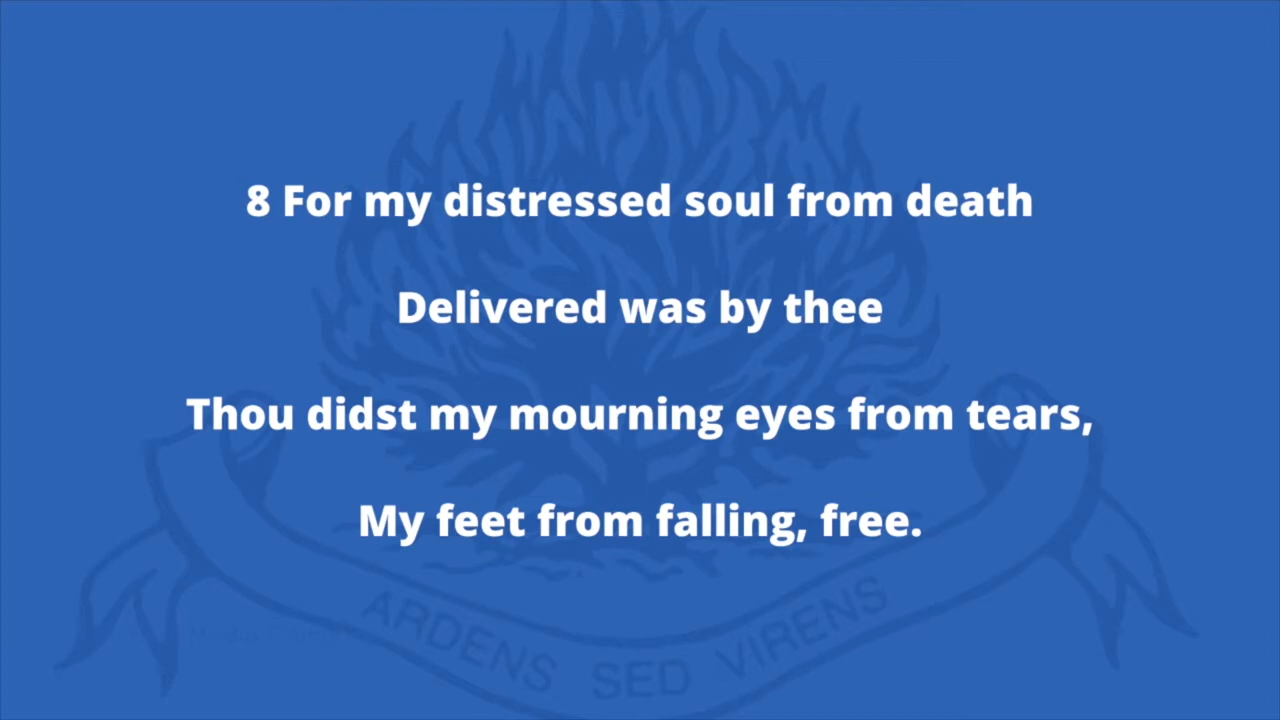 8 For my distressed soul from death
Delivered was by thee
Thou didst my mourning eyes from tears,
My feet from falling, free.
ARDENS SED VIRENS